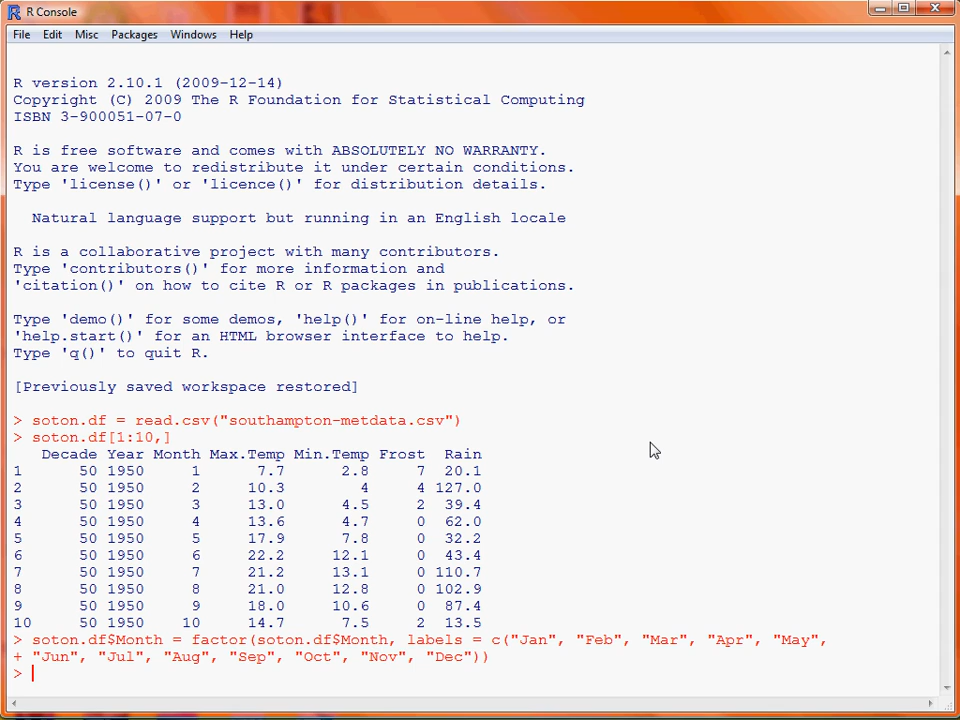 R Console
File Edit Misc Packages Windows Help
R version 2.10.1 (2009-12-14)
Copyright (C) 2009 The R Foundation for Statistical Computing
ISBN 3-900051-07-0
R is free software and comes with ABSOLUTELY NO WARRANTY.
You are welcome to redistribute it under certain conditions.
Type 'license()' or 'licence()' for distribution details.
Natural language support but running in an English locale
R is a collaborative project with many contributors.
Type 'contributors()' for more information and
'citation()' on how to cite R or R packages in publications.
Type 'demo()' for some demos, 'help()' for on-line help, or
'help.start()' for an HTML browser interface to help.
Type 'q()' to quit R.
[Previously saved workspace restored]
> soton.df = read.csv("southampton-metdata.csv")
> soton.df[1:10,]
Decade Year Month Max.Temp Min.Temp Frost Rain
1 50 1950 1 7.7 2.8 7 20.1
2 50 1950 2 10.3 4 4 127.0
3 50 1950 3 13.0 4.5 2 39.4
4 50 1950 4 13.6 4.7 0 62.0
5 50 1950 5 17.9 7.8 0 32.2
6 50 1950 6 22.2 12.1 0 43.4
7 50 1950 7 21.2 13.1 0 110.7
8 50 1950 8 21.0 12.8 0 102.9
9 50 1950 9 18.0 10.6 0 87.4
10 50 1950 10 14.7 7.5 2 13.5
> soton.df$Month = factor(soton.df$Month, labels = c("Jan", "Feb", "Mar", "Apr", "May",
+ "Jun", "Jul", "Aug", "Sep", "Oct", "Nov", "Dec"))
>